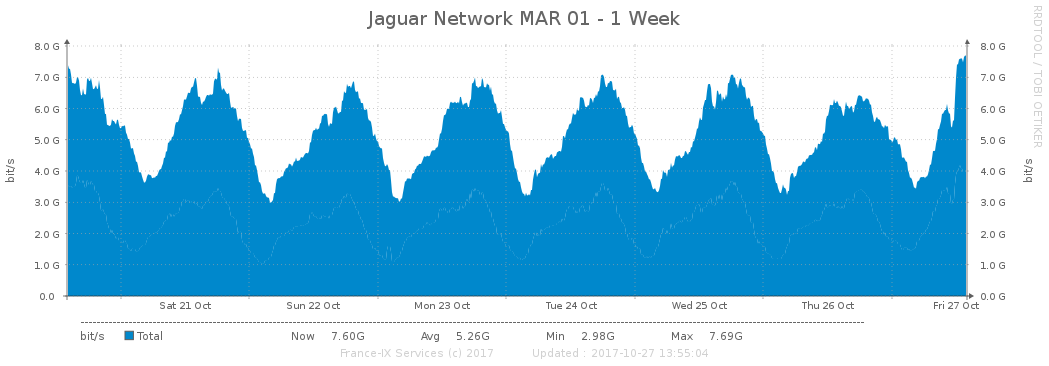 Jaguar Network MAR 01 - 1 Week
RRDTOOL / TOBI OETIKER
bit/s
8.0 G
7.0 G
6.0 G
5.0 G
4.0 G
3.0 G
2.0 G
1.0 G
0.0
8.0 G
7.0 G
6.0 G
5.0 G
4.0 G
3.0 G
2.0 G
1.0 G
0.0 G
bit/s
Sat 21 Oct Sun 22 Oct Mon 23 Oct Tue 24 Oct Wed 25 Oct Thu 26 Oct Fri 27 Oct
bit/s Total Now 7.60G Avg 5.26G Min 2.98G Max 7.69G
France-IX Services (c) 2017 Updated : 2017-10-27 13:55:04